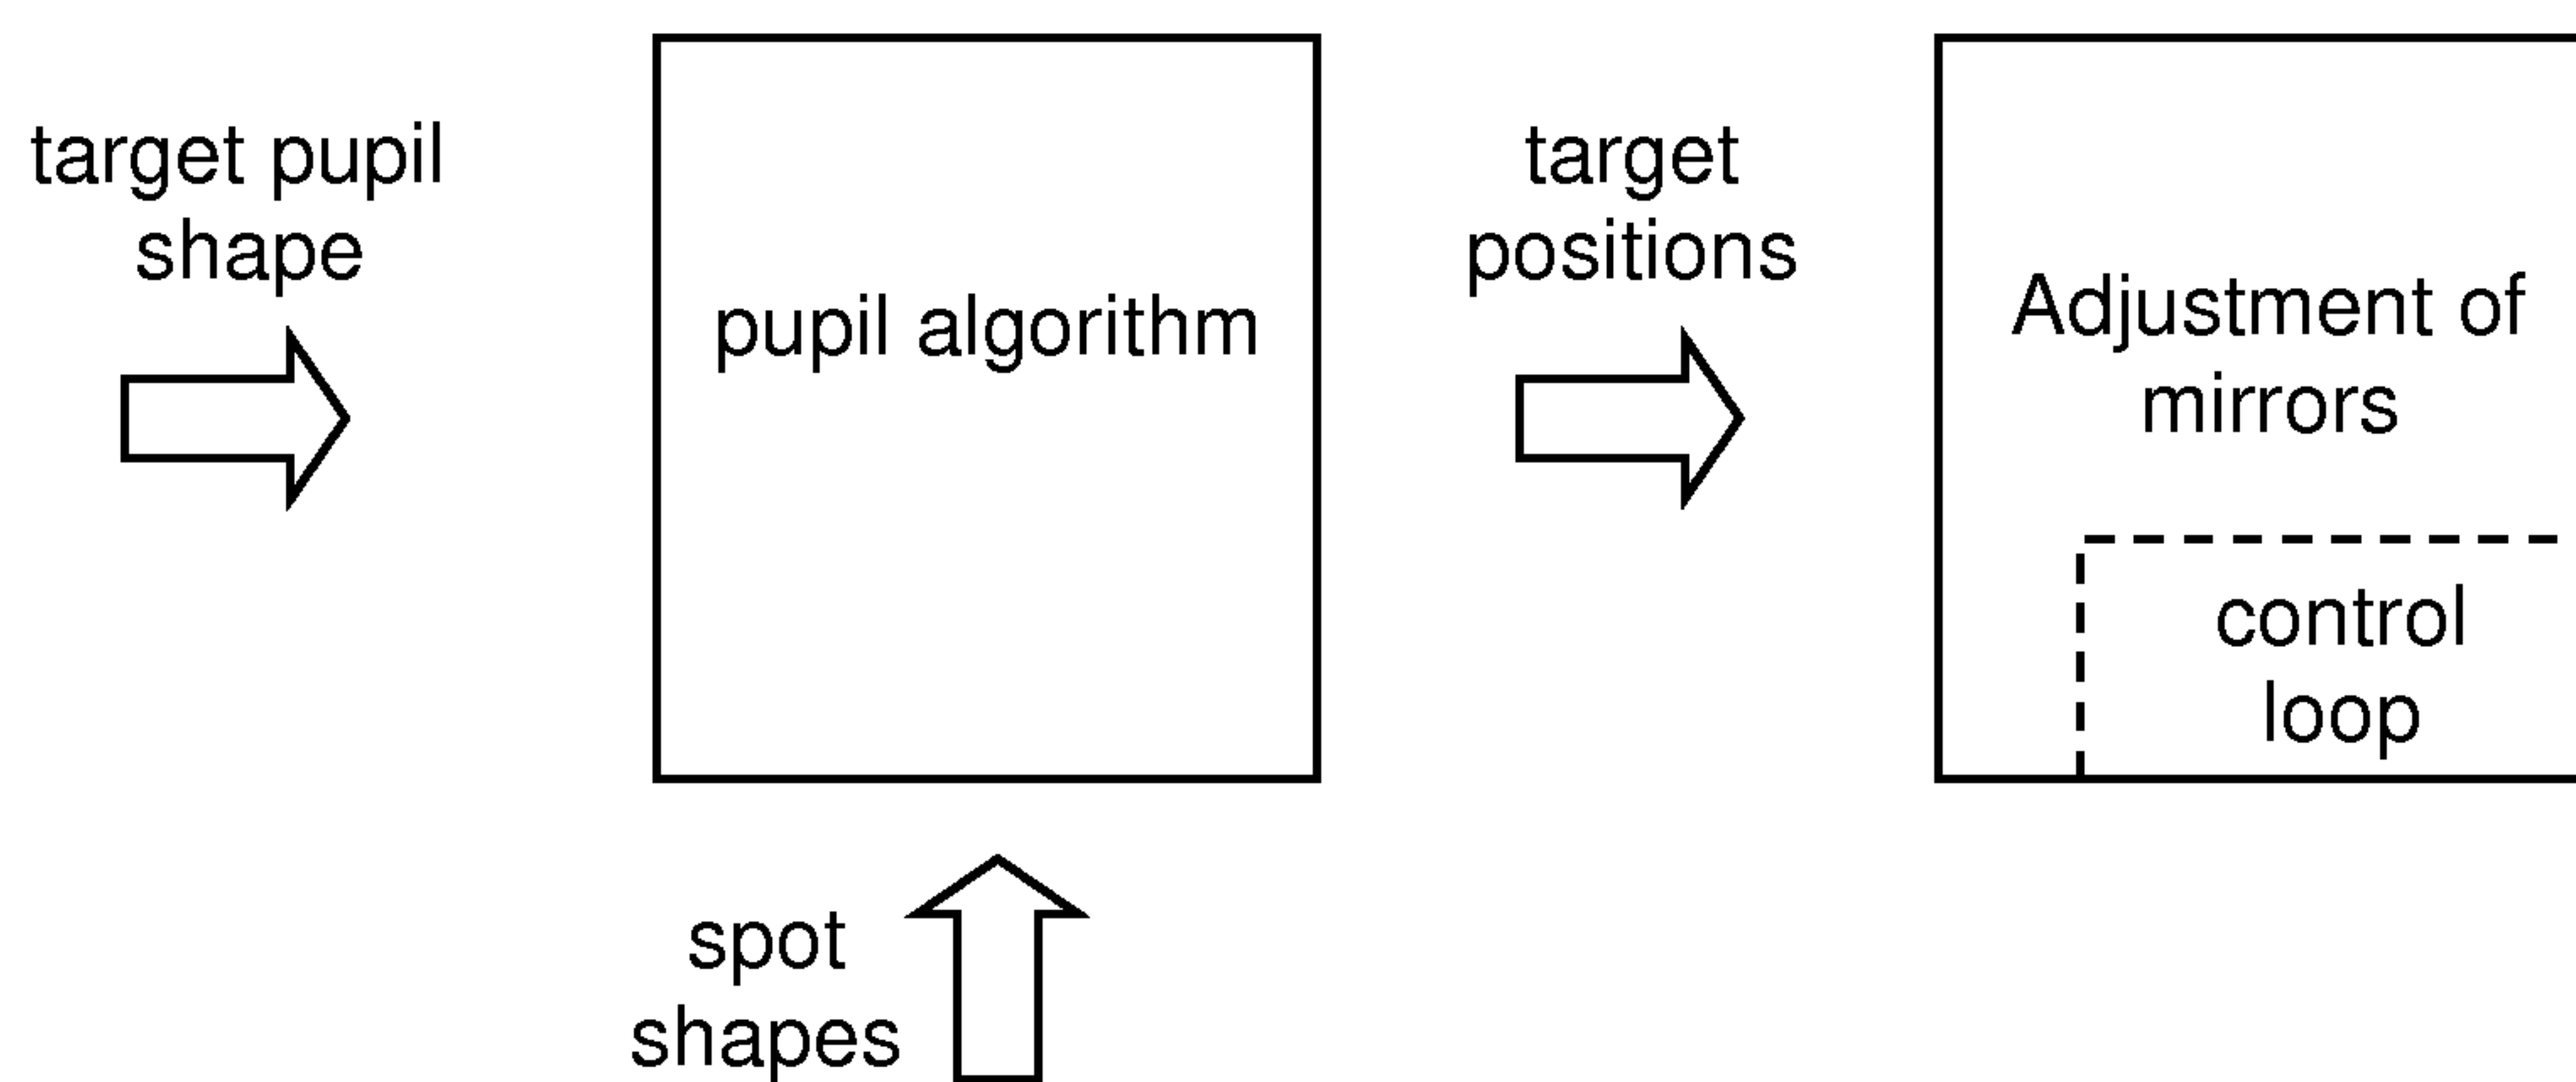 target pupil
shape
pupil algorithm
target
positions
Adjustment of
mirrors
control
loop
spot
shapes